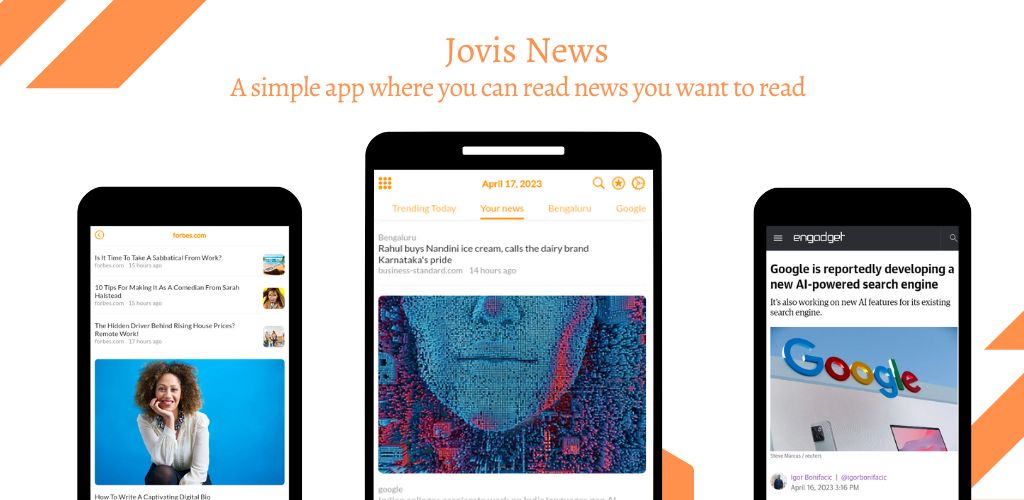 Jovis News
A simple app where you can read news you want to read
forbes.com
Is It Time To Take A Sabbatical From Work?
forbes.com · 15 hours ago
10 Tips For Making It As A Comedian From Sarah
Halstead
forbes.com · 15 hours ago
The Hidden Driver Behind Rising House Prices?
Remote Work!
forbes.com · 17 hours ago
How To Write A Captivating Digital Bio
April 17, 2023
Trending Today Your news Bengaluru Google
Bengaluru
Rahul buys Nandini ice cream, calls the dairy brand
Karnataka's pride
business-standard.com · 14 hours ago
google
engadget
Google is reportedly developing a
new AI-powered search engine
It's also working on new AI features for its existing
search engine.
Google
Steve Marcus / reuters
Igor Bonifacic | @igorbonifacic
April 16, 2023 3:16 PM